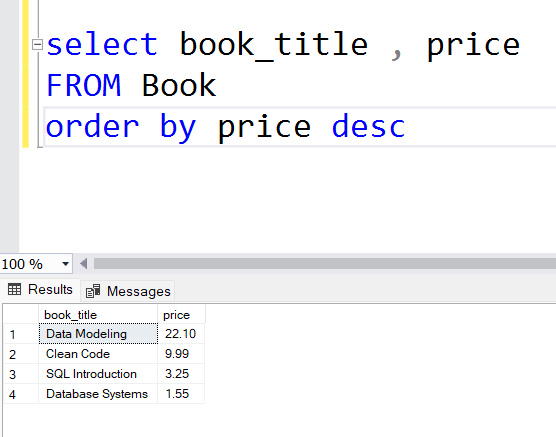 select book_title , price
FROM Book
order by price desc
100 %
Results Messages
book_title price
1 Data Modeling 22.10
2 Clean Code 9.99
3 SQL Introduction 3.25
4 Database Systems 1.55